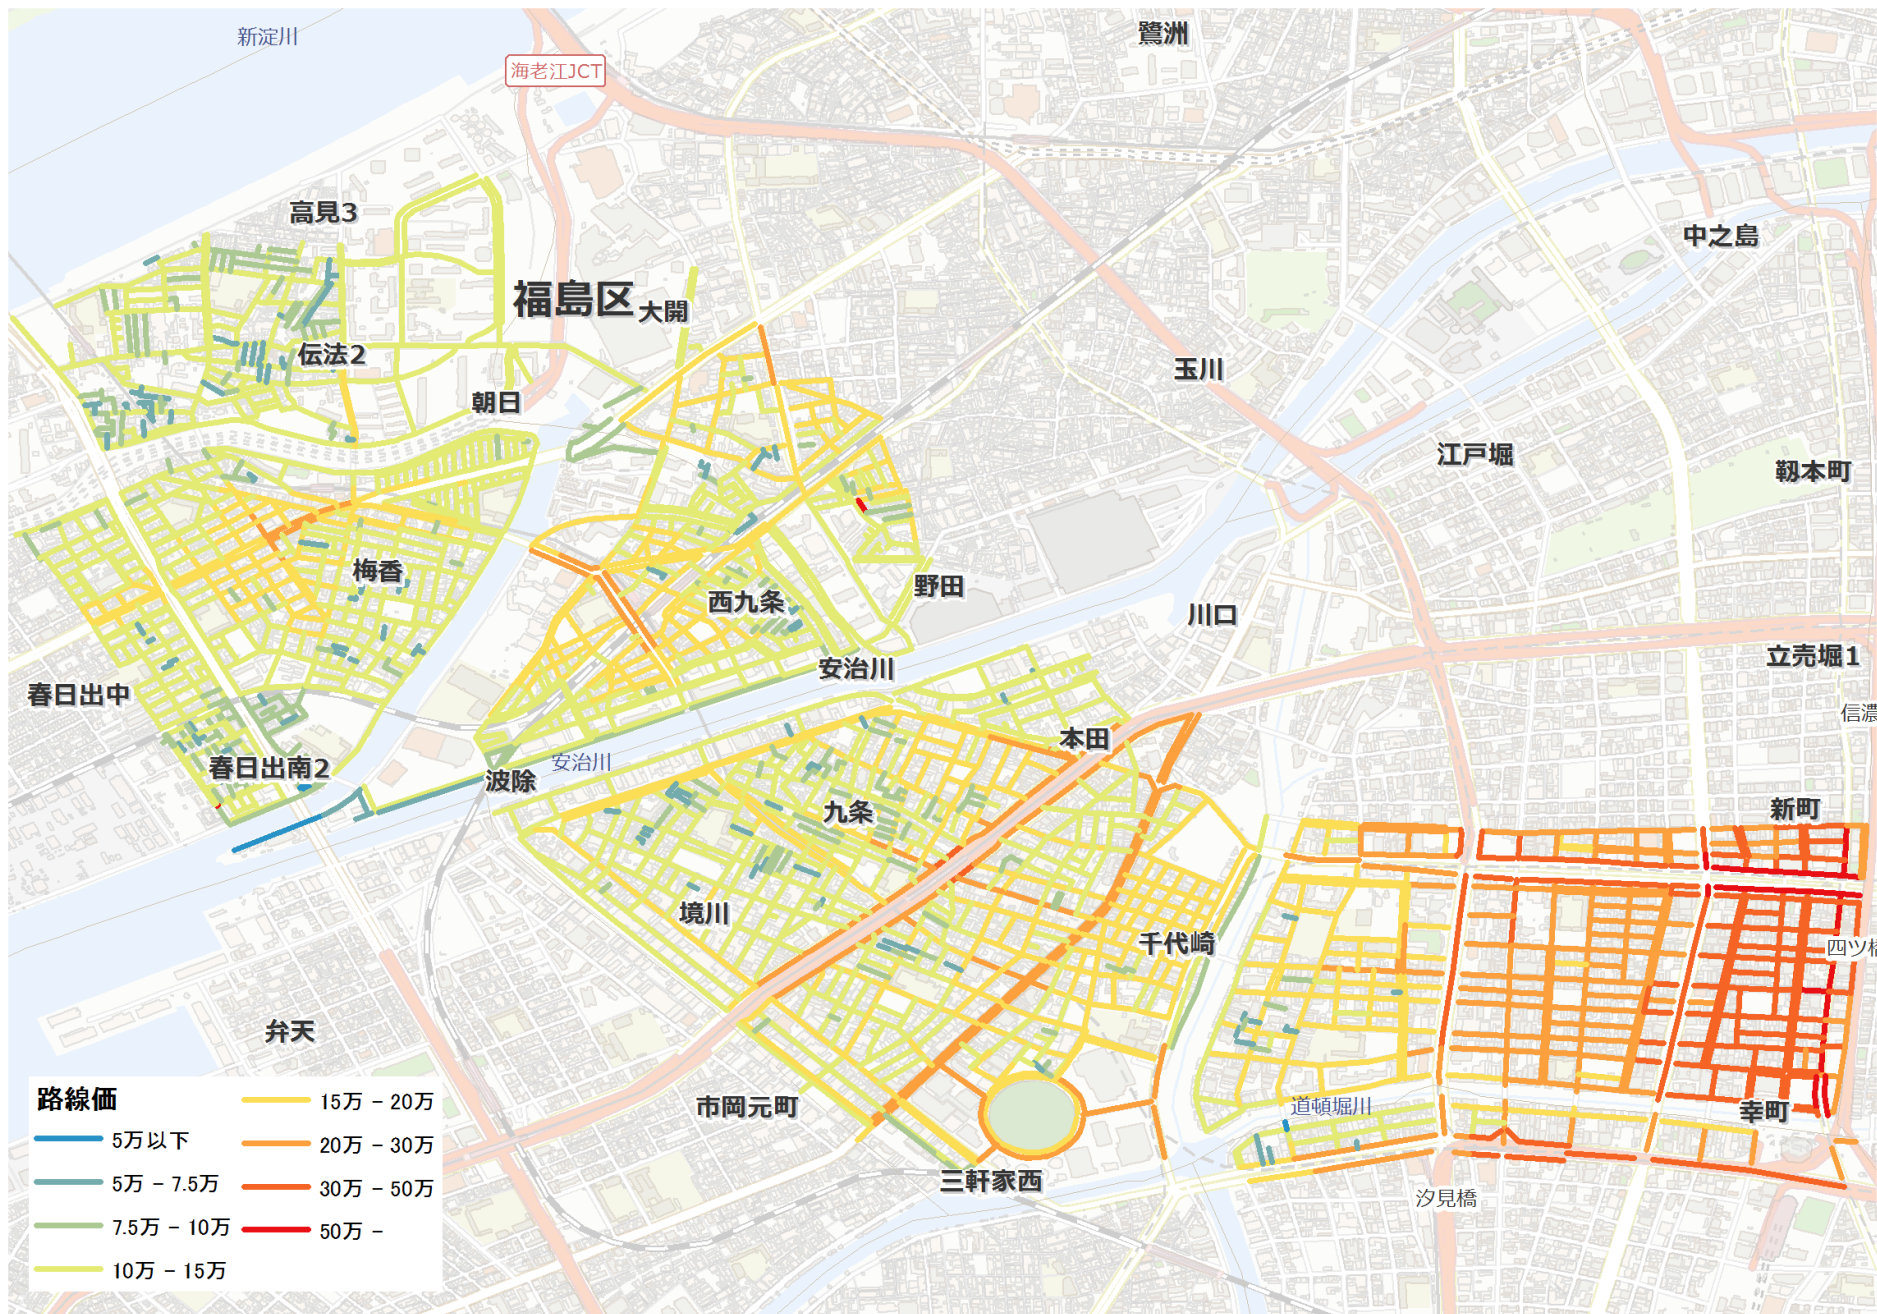 新淀川
鷺洲
海老江JCT
高見3
中之島
福島区
大開
伝法2
玉川
朝日
江戸堀
靱本町
梅香
野田
西九条
川口
安治川
立売堀1
春日出中
信濃
本田
安治川
春日出南2
波除
新町
九条
境川
千代崎
四ツ橋
弁天
路線価
5万以下
5万 - 7.5万
7.5万 - 10万
10万 - 15万
15万 - 20万
20万 - 30万
30万 - 50万
50万 -
市岡元町
道頓堀川
幸町
三軒家西
汐見橋